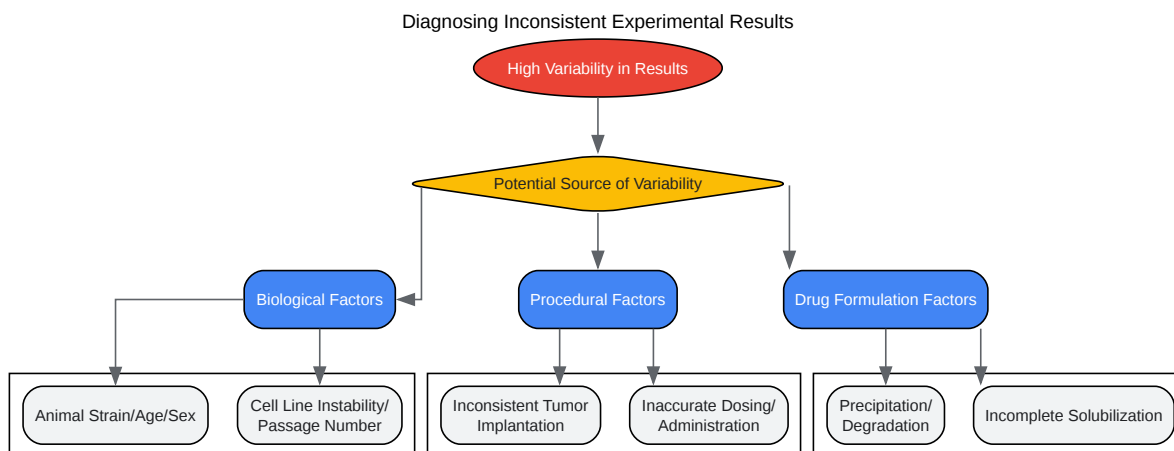 Diagnosing Inconsistent Experimental Results
High Variability in Results
Potential Source of Variability
Biological Factors
Procedural Factors
Drug Formulation Factors
Animal Strain/Age/Sex
Cell Line Instability/
Passage Number
Inconsistent Tumor
Implantation
Inaccurate Dosing/
Administration
Precipitation/
Degradation
Incomplete Solubilization